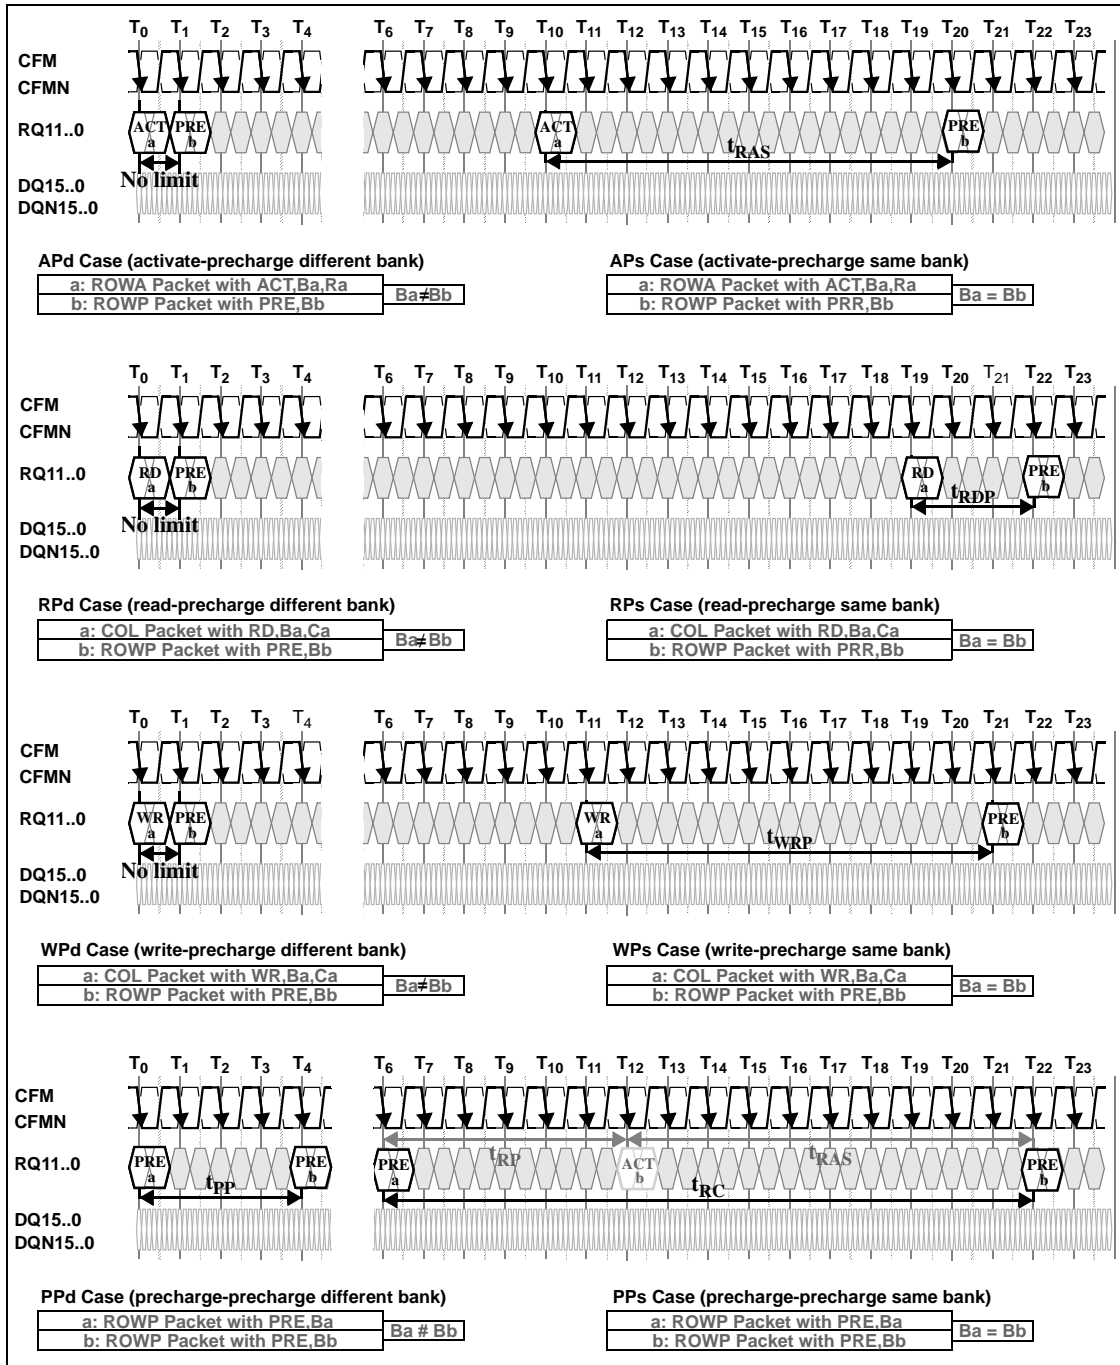 T0 T1 T2 T3 T4 T6 T7 T8 T9 T10 T11 T12 T13 T14 T15 T16 T17 T18 T19 T20 T21 T22 T23
CFM
CFMN
RQ11..0 ACT a PRE b ACT a tRAS PRE b
No limit
DQ15..0
DQN15..0
APd Case (activate-precharge different bank) APs Case (activate-precharge same bank)
a: ROWA Packet with ACT,Ba,Ra Ba≠Bb a: ROWA Packet with ACT,Ba,Ra Ba = Bb
b: ROWP Packet with PRE,Bb b: ROWP Packet with PRR,Bb
T0 T1 T2 T3 T4 T6 T7 T8 T9 T10 T11 T12 T13 T14 T15 T16 T17 T18 T19 T20 T21 T22 T23
CFM
CFMN
RQ11..0 RD a PRE b RD a tRDP PRE b
No limit
DQ15..0
DQN15..0
RPd Case (read-precharge different bank) RPs Case (read-precharge same bank)
a: COL Packet with RD,Ba,Ca Ba≠Bb a: COL Packet with RD,Ba,Ca Ba = Bb
b: ROWP Packet with PRE,Bb b: ROWP Packet with PRR,Bb
T0 T1 T2 T3 T4 T6 T7 T8 T9 T10 T11 T12 T13 T14 T15 T16 T17 T18 T19 T20 T21 T22 T23
CFM
CFMN
RQ11..0 WR a PRE b WR a tWRP PRE b
No limit
DQ15..0
DQN15..0
WPd Case (write-precharge different bank) WPs Case (write-precharge same bank)
a: COL Packet with WR,Ba,Ca Ba≠Bb a: COL Packet with WR,Ba,Ca Ba = Bb
b: ROWP Packet with PRE,Bb b: ROWP Packet with PRE,Bb
T0 T1 T2 T3 T4 T6 T7 T8 T9 T10 T11 T12 T13 T14 T15 T16 T17 T18 T19 T20 T21 T22 T23
CFM
CFMN
RQ11..0 PRE a tPP PRE b PRE a tRP ACT b tRAS tRC PRE b
DQ15..0
DQN15..0
PPd Case (precharge-precharge different bank) PPs Case (precharge-precharge same bank)
a: ROWP Packet with PRE,Ba Ba # Bb a: ROWP Packet with PRE,Ba Ba = Bb
b: ROWP Packet with PRE,Bb b: ROWP Packet with PRE,Bb